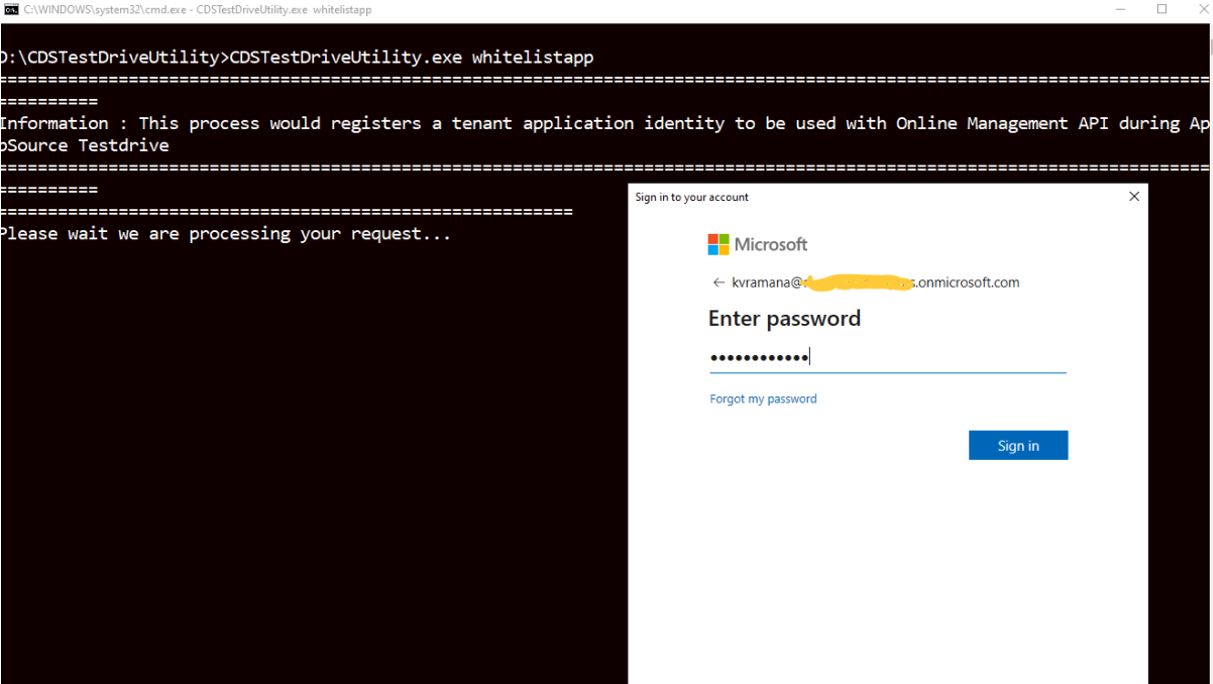 C:\WINDOWS\system32\cmd.exe - CDSTestDriveUtility.exe whitelistapp
D:\CDSTestDriveUtility>CDSTestDriveUtility.exe whitelistapp
=============================================================================================================================
==========
Information : This process would registers a tenant application identity to be used with Online Management API during Ap
pSource Testdrive
=============================================================================================================================
==========
===========================================================
Please wait we are processing your request...
Sign in to your account
Microsoft
← kvramana@ s.onmicrosoft.com
Enter password
••••••••••••
Forgot my password
Sign in